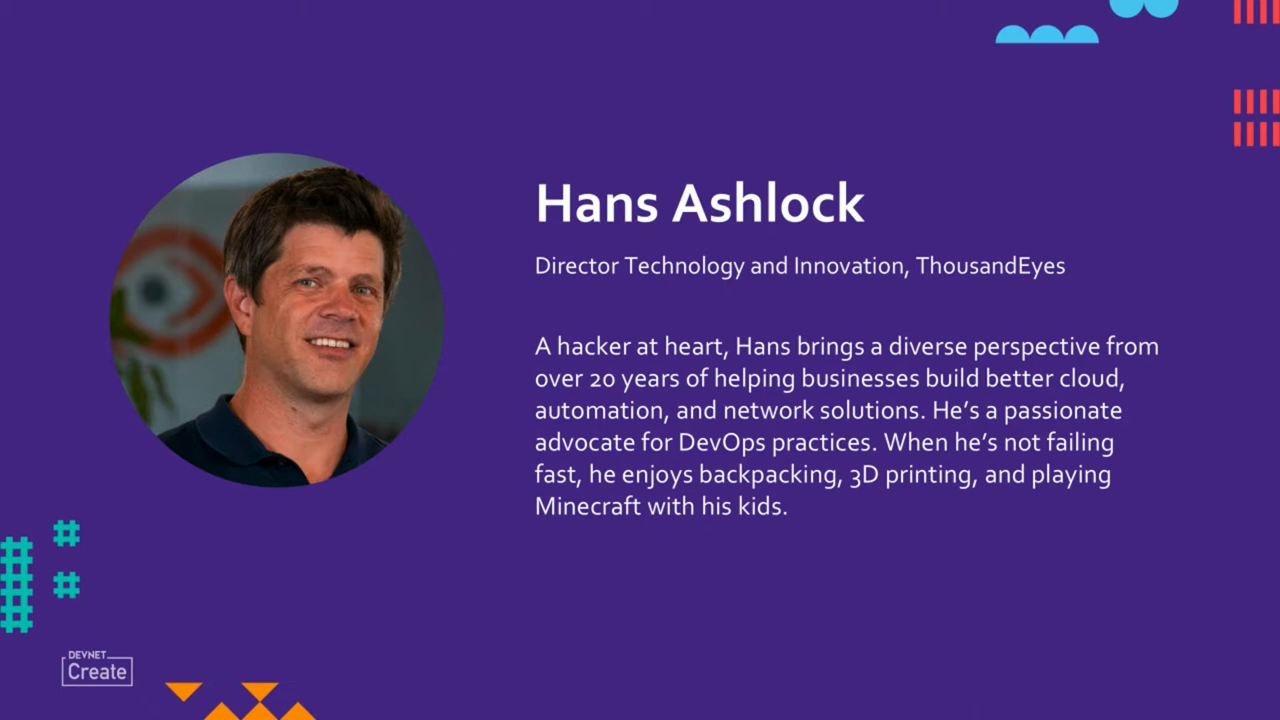 Hans Ashlock
Director Technology and Innovation, ThousandEyes
A hacker at heart, Hans brings a diverse perspective from
over 20 years of helping businesses build better cloud,
automation, and network solutions. He’s a passionate
advocate for DevOps practices. When he’s not failing
fast, he enjoys backpacking, 3D printing, and playing
Minecraft with his kids.
DEVNET
Create